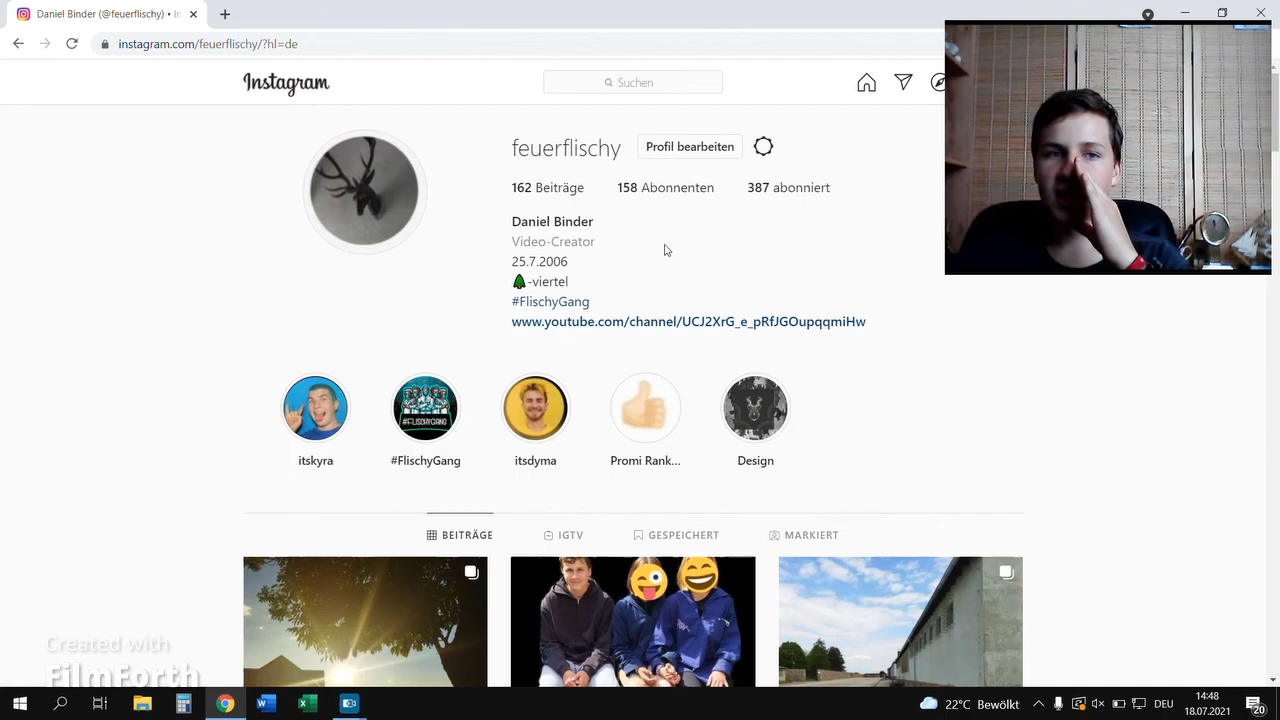 Daniel Binder (@feuerflischy) • In
instagram.com/feuerflischy/?hl=de
Instagram
Suchen
feuerflischy Profil bearbeiten
162 Beiträge 158 Abonnenten 387 abonniert
Daniel Binder
Video-Creator
25.7.2006
🌲-viertel
#FlischyGang
www.youtube.com/channel/UCJ2XrG_e_pRfJGOupqqmiHw
#FLISCHYGANG
itskyra #FlischyGang itsdyma Promi Rank... Design
BEITRÄGE IGTV GESPEICHERT MARKIERT
Created with
FilmForth
22°C Bewölkt DEU 14:48
18.07.2021 20